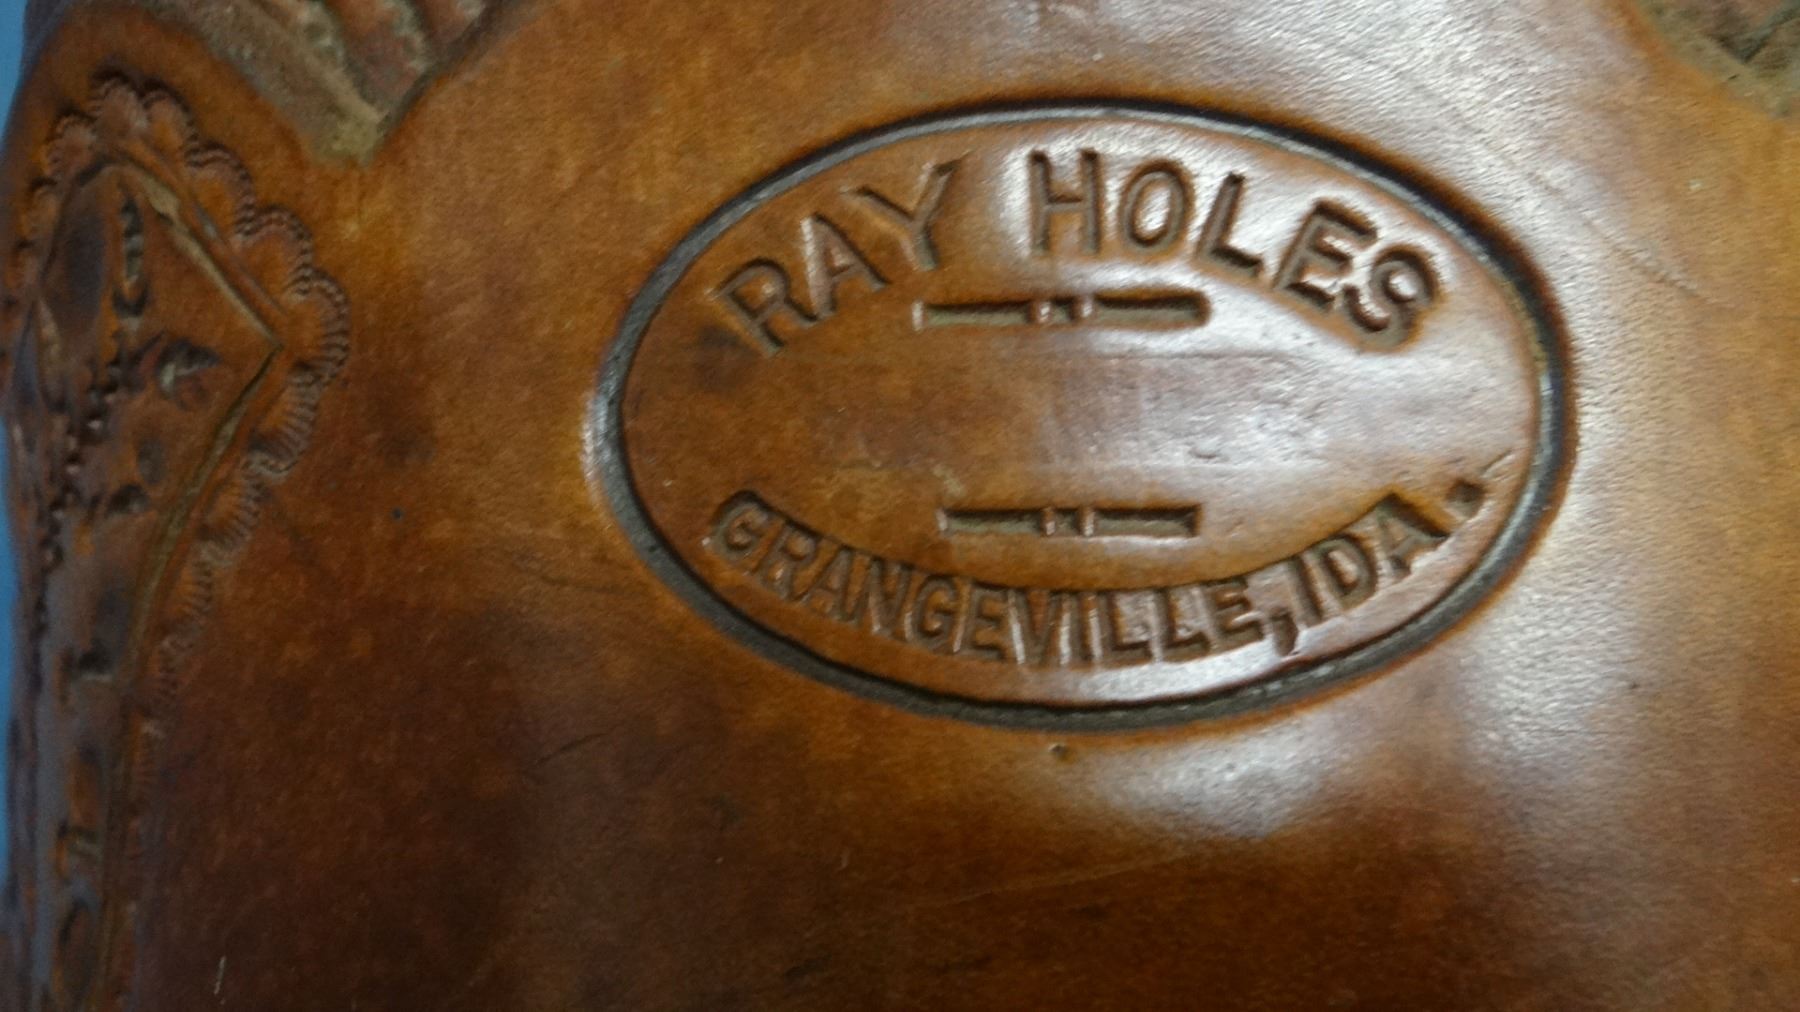 RAY HOLES
GRANGEVILLE, IDA.